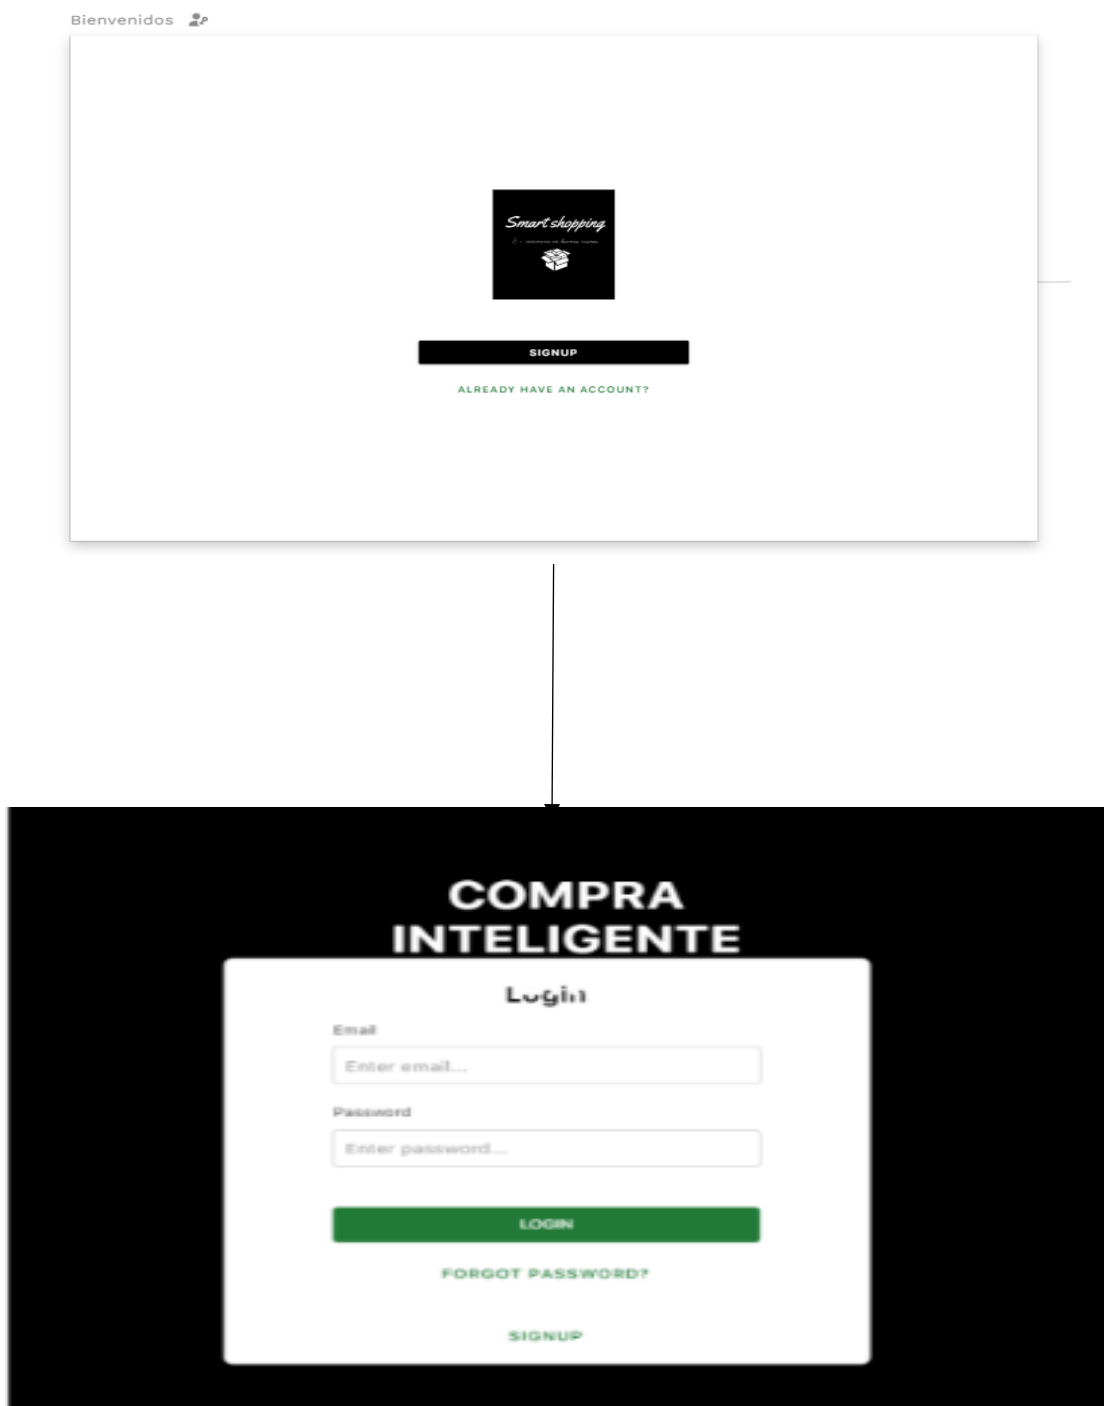 Bienvenidos
Smart shopping
SIGNUP
ALREADY HAVE AN ACCOUNT?
COMPRA
INTELIGENTE
Login
Email
Enter email...
Password
Enter password...
LOGIN
FORGOT PASSWORD?
SIGNUP